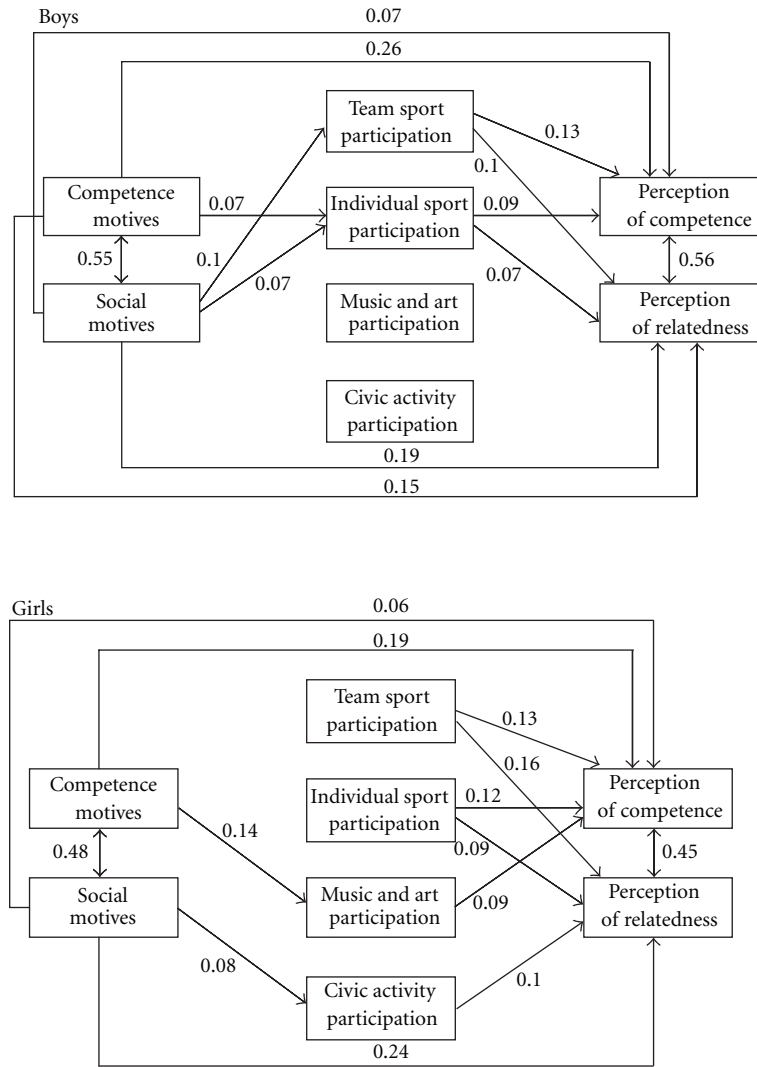 Boys
0.07
0.26
Team sport
participation
0.13
0.1
Competence
motives
0.07
Individual sport
participation
0.09
Perception
of competence
0.55
0.1
0.07
0.07
0.56
Social
motives
Music and art
participation
Perception
of relatedness
Civic activity
participation
0.19
0.15
Girls
0.06
0.19
Team sport
participation
0.13
0.16
Competence
motives
Individual sport
participation
0.12
Perception
of competence
0.48
0.14
0.09
0.45
Social
motives
Music and art
participation
0.09
Perception
of relatedness
0.08
Civic activity
participation
0.1
0.24